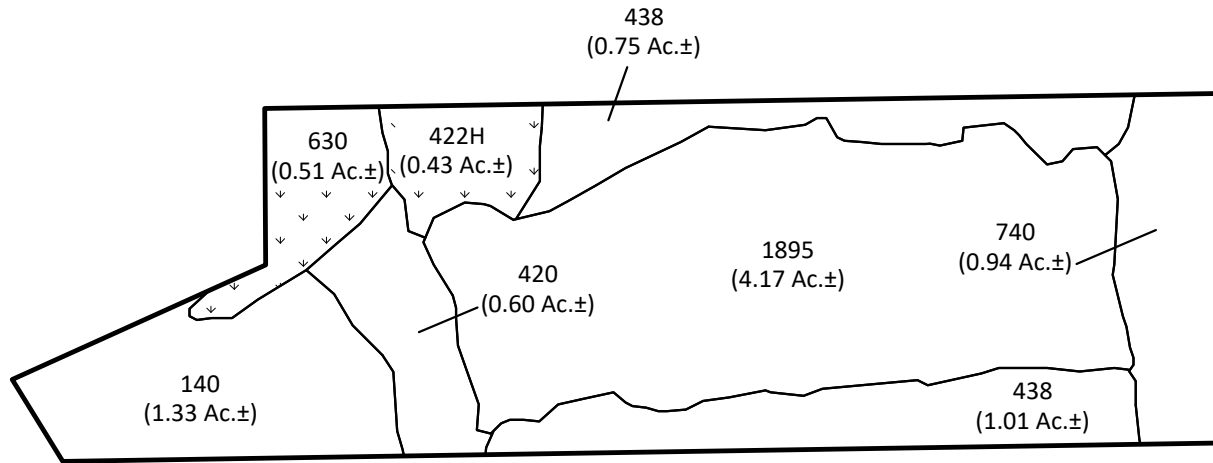 438
(0.75 Ac.±)
630
(0.51 Ac.±)
422H
(0.43 Ac.±)
1895
(4.17 Ac.±)
740
(0.94 Ac.±)
420
(0.60 Ac.±)
140
(1.33 Ac.±)
438
(1.01 Ac.±)